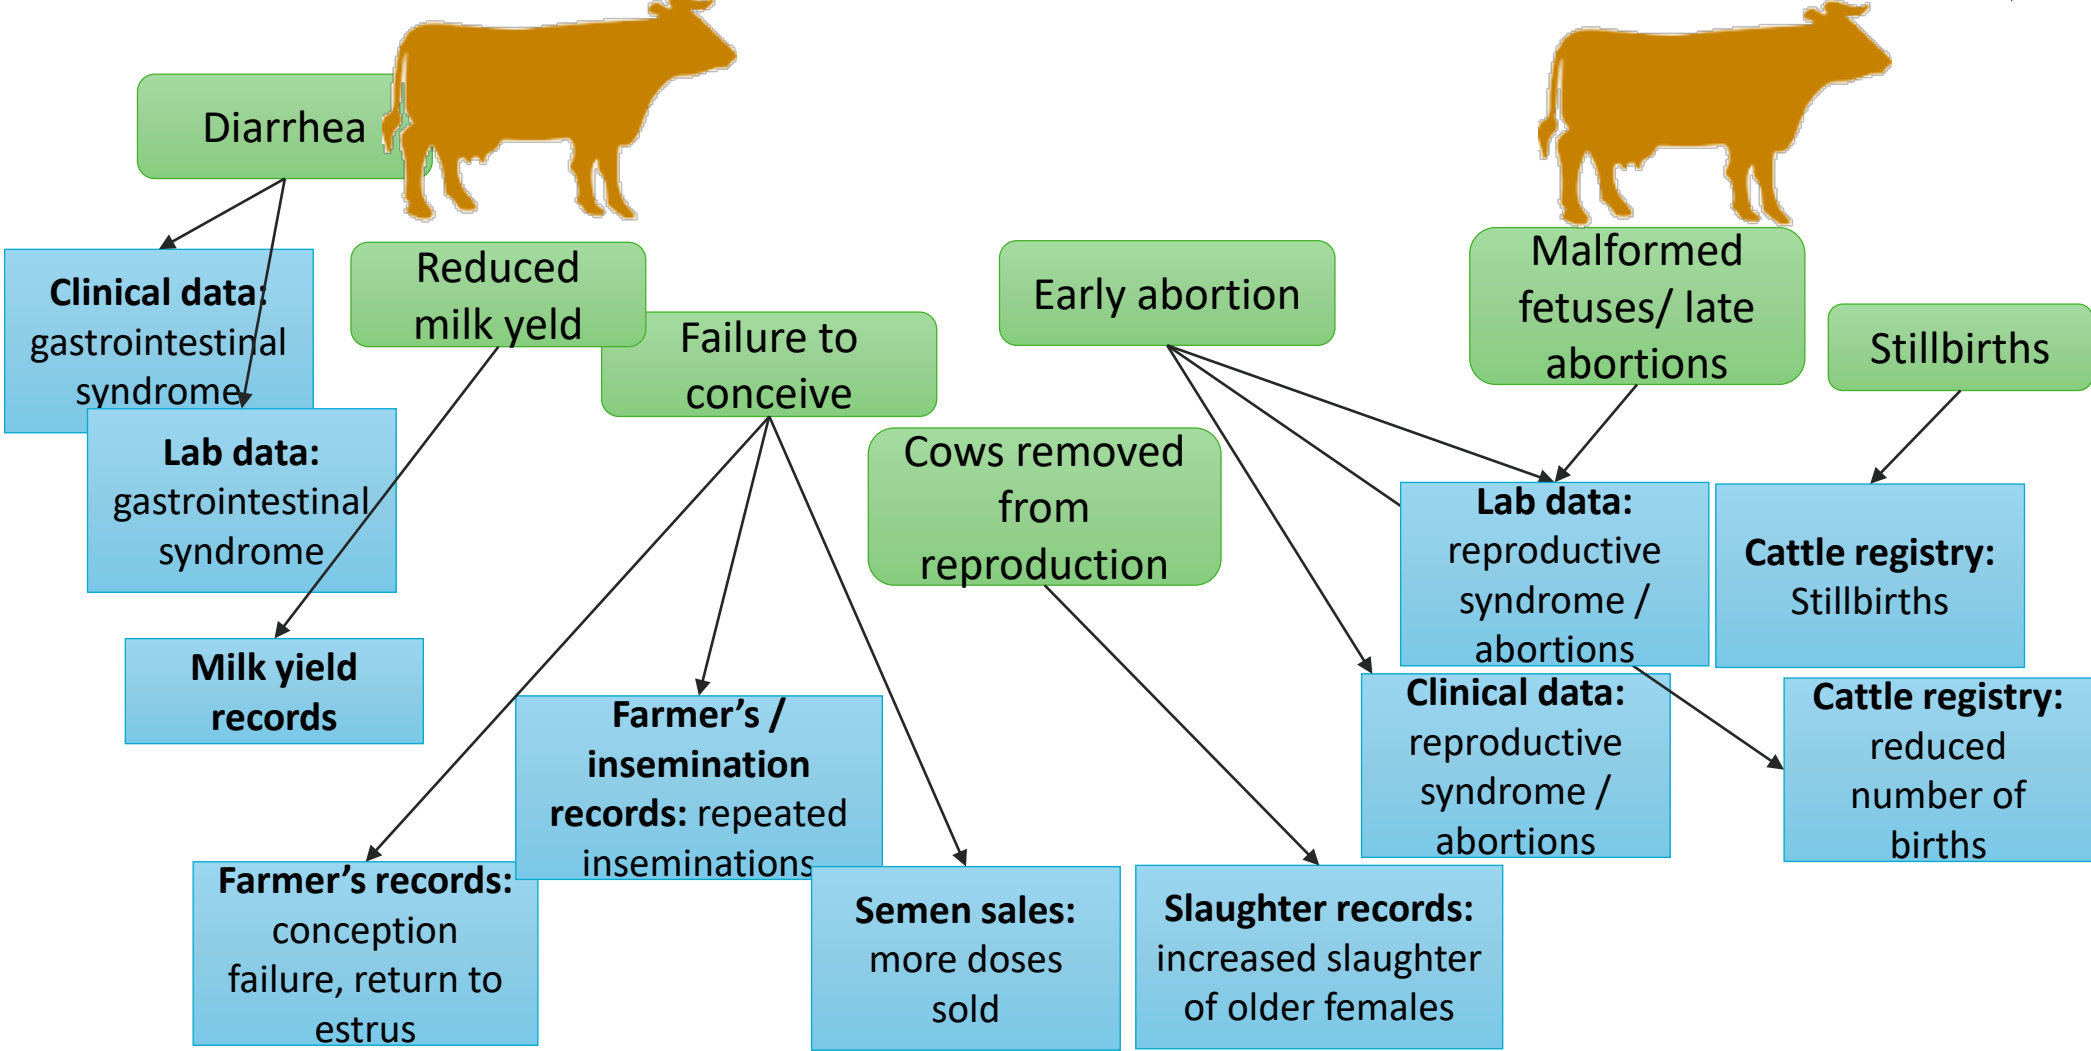 Diarrhea
Clinical data:
gastrointestinal
syndrome
Lab data:
gastrointestinal
syndrome
Reduced
milk yeld
Milk yield
records
Failure to
conceive
Farmer's records:
conception
failure, return to
estrus
Farmer's /
insemination
records: repeated
inseminations
Semen sales:
more doses
sold
Cows removed
from
reproduction
Slaughter records:
increased slaughter
of older females
Early abortion
Malformed
fetuses/ late
abortions
Lab data:
reproductive
syndrome /
abortions
Clinical data:
reproductive
syndrome /
abortions
Stillbirths
Cattle registry:
Stillbirths
Cattle registry:
reduced
number of
births